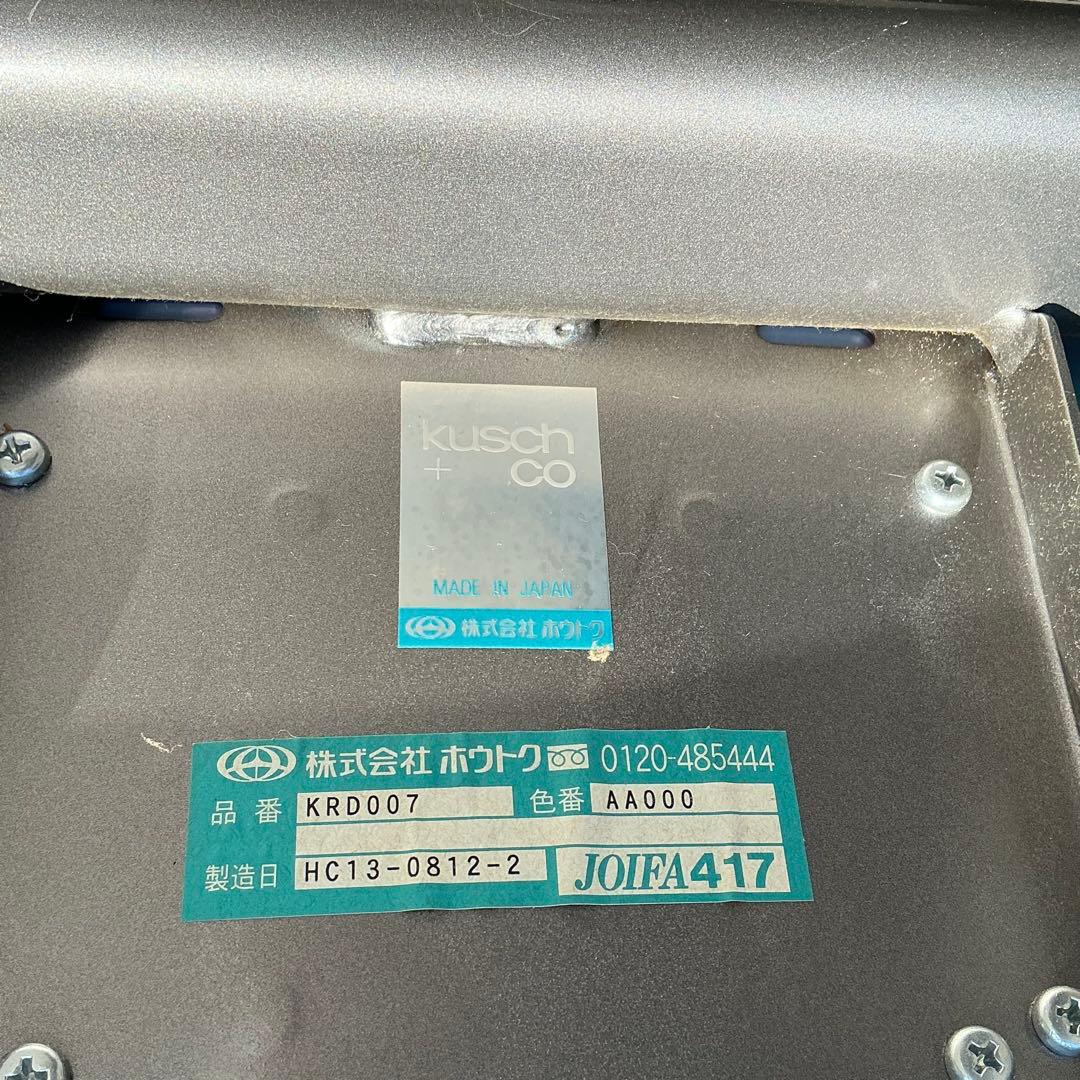 kusch
+ co
MADE IN JAPAN
株式会社 ホウトク
株式会社 ホウトク 0120-485444
品番 KRD007 色番 AA000
製造日 HC13-0812-2 JOIFA417